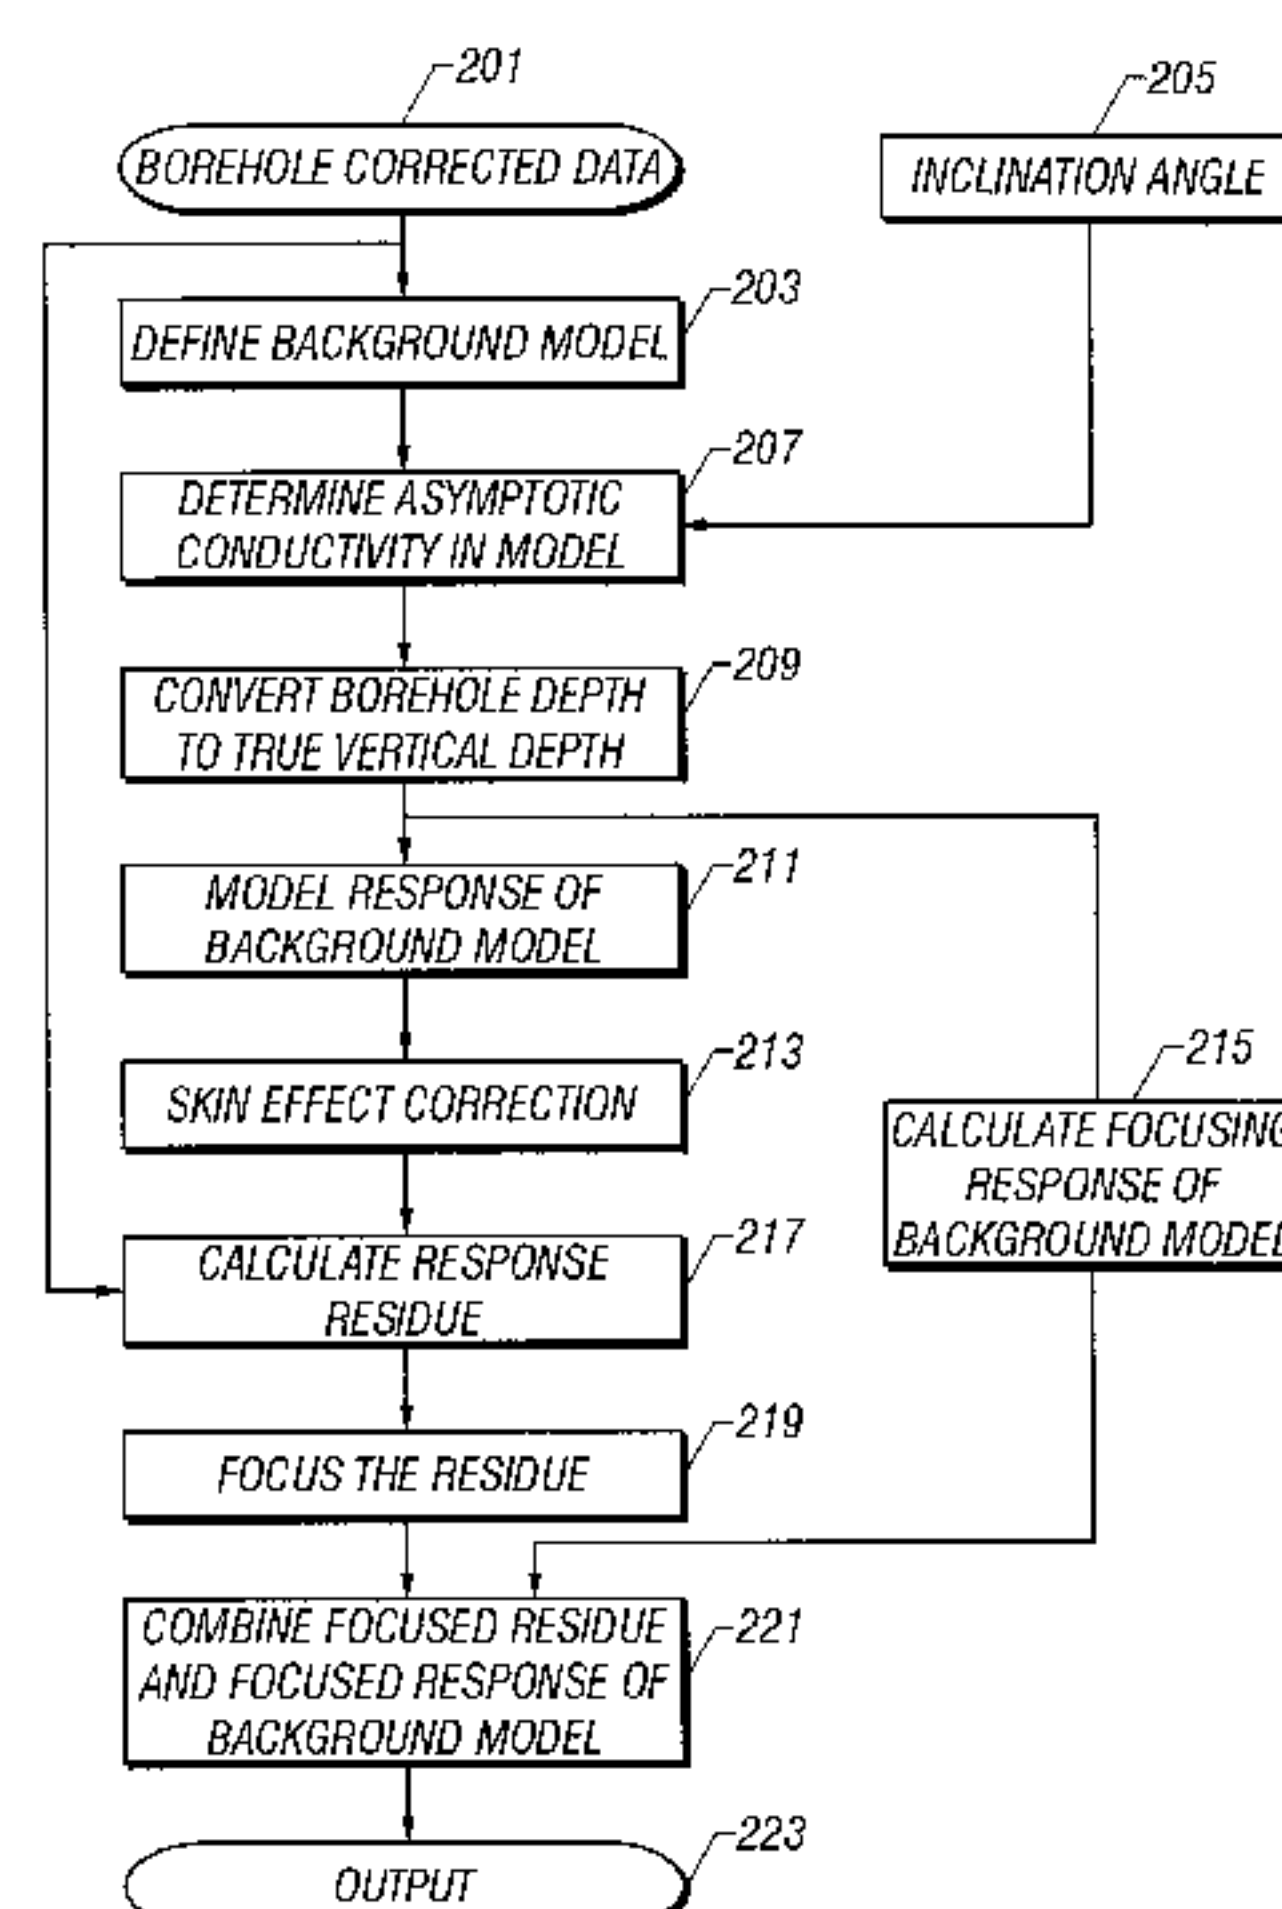 201
BOREHOLE CORRECTED DATA
205
INCLINATION ANGLE
203
DEFINE BACKGROUND MODEL
207
DETERMINE ASYMPTOTIC
CONDUCTIVITY IN MODEL
209
CONVERT BOREHOLE DEPTH
TO TRUE VERTICAL DEPTH
211
MODEL RESPONSE OF
BACKGROUND MODEL
213
SKIN EFFECT CORRECTION
215
CALCULATE FOCUSING
RESPONSE OF
BACKGROUND MODEL
217
CALCULATE RESPONSE
RESIDUE
219
FOCUS THE RESIDUE
221
COMBINE FOCUSED RESIDUE
AND FOCUSED RESPONSE OF
BACKGROUND MODEL
223
OUTPUT